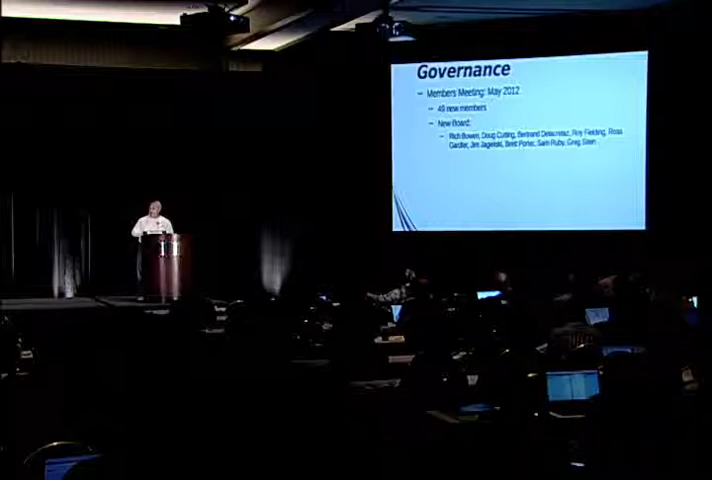 Governance
– Members Meeting: May 2012
– 49 new members
– New Board:
– Rich Bowen, Doug Cutting, Bertrand Delacretaz, Roy Fielding, Ross
Gardler, Jim Jagielski, Brett Porter, Sam Ruby, Greg Stein